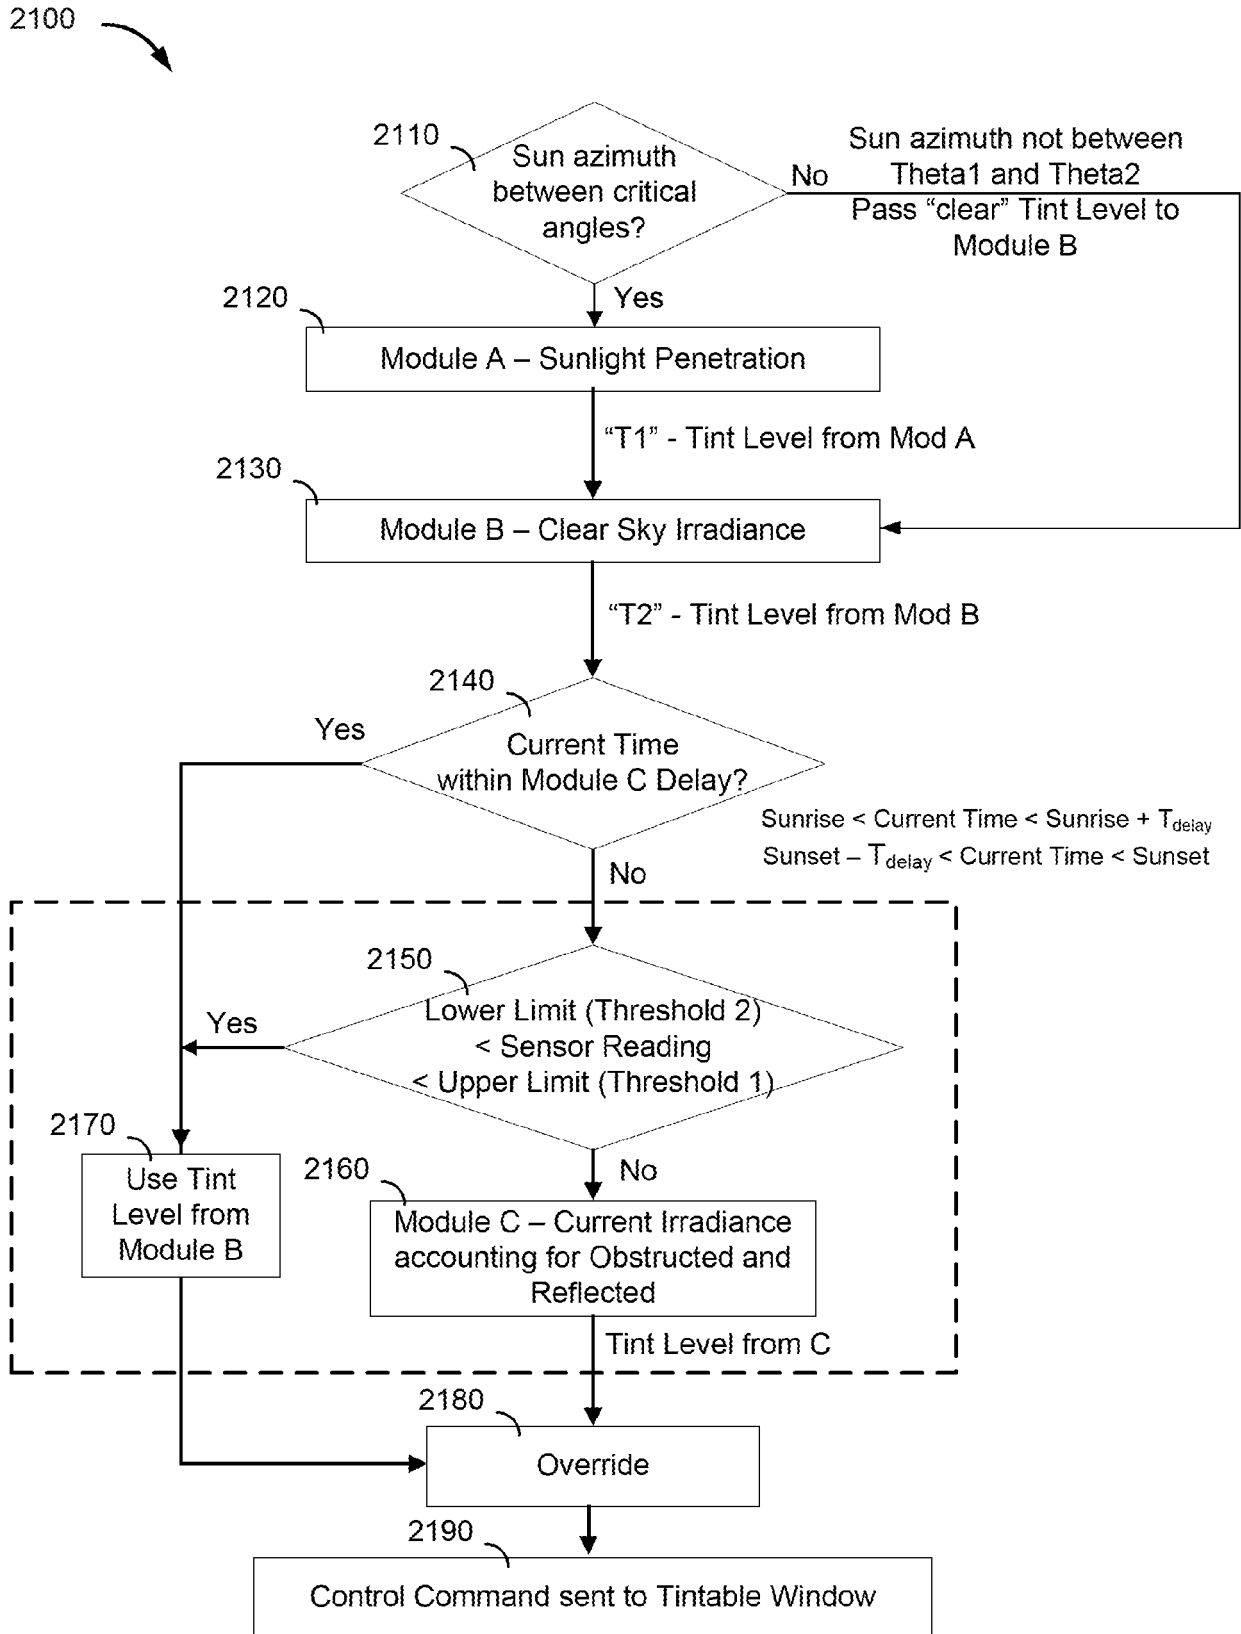 2100
2110
Sun azimuth
between critical
angles?
No
Sun azimuth not between
Theta1 and Theta2
Pass “clear” Tint Level to
Module B
Yes
2120
Module A – Sunlight Penetration
“T1” - Tint Level from Mod A
2130
Module B – Clear Sky Irradiance
“T2” - Tint Level from Mod B
2140
Yes
Current Time
within Module C Delay?
Sunrise < Current Time < Sunrise + Tdelay
Sunset – Tdelay < Current Time < Sunset
No
2150
Lower Limit (Threshold 2)
< Sensor Reading
< Upper Limit (Threshold 1)
Yes
2170
Use Tint
Level from
Module B
No
2160
Module C – Current Irradiance
accounting for Obstructed and
Reflected
Tint Level from C
2180
Override
2190
Control Command sent to Tintable Window